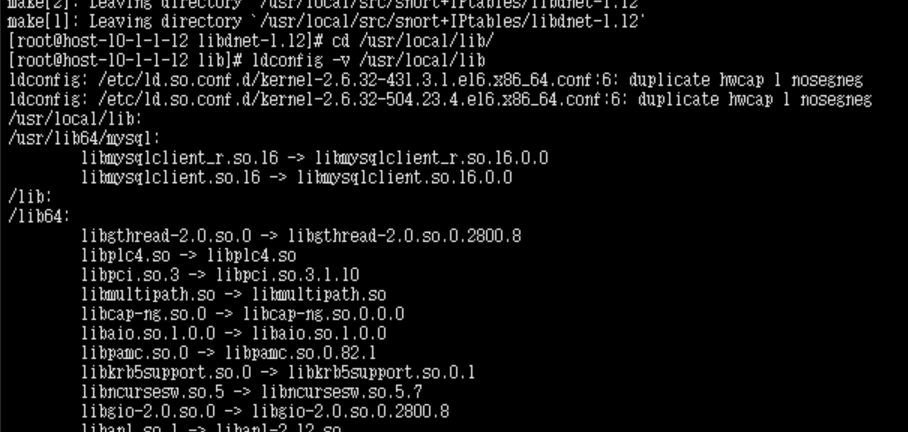 make[2]: Leaving directory `/usr/local/src/snort+IPtables/libdnet-1.12'
make[1]: Leaving directory `/usr/local/src/snort+IPtables/libdnet-1.12'
[root@host-10-1-1-12 libdnet-1.12]# cd /usr/local/lib/
[root@host-10-1-1-12 lib]# ldconfig -v /usr/local/lib
ldconfig: /etc/ld.so.conf.d/kernel-2.6.32-431.3.1.el6.x86_64.conf:6: duplicate hwcap 1 nosegneg
ldconfig: /etc/ld.so.conf.d/kernel-2.6.32-504.23.4.el6.x86_64.conf:6: duplicate hwcap 1 nosegneg
/usr/local/lib:
/usr/lib64/mysql:
libmysqlclient_r.so.16 -> libmysqlclient_r.so.16.0.0
libmysqlclient.so.16 -> libmysqlclient.so.16.0.0
/lib:
/lib64:
libgthread-2.0.so.0 -> libgthread-2.0.so.0.2800.8
libplc4.so -> libplc4.so
libpci.so.3 -> libpci.so.3.1.10
libmultipath.so -> libmultipath.so
libcap-ng.so.0 -> libcap-ng.so.0.0.0
libaio.so.1.0.0 -> libaio.so.1.0.0
libpamc.so.0 -> libpamc.so.0.82.1
libkrb5support.so.0 -> libkrb5support.so.0.1
libncursesw.so.5 -> libncursesw.so.5.7
libgio-2.0.so.0 -> libgio-2.0.so.0.2800.8
libanl.so.1 -> libanl-2.12.so